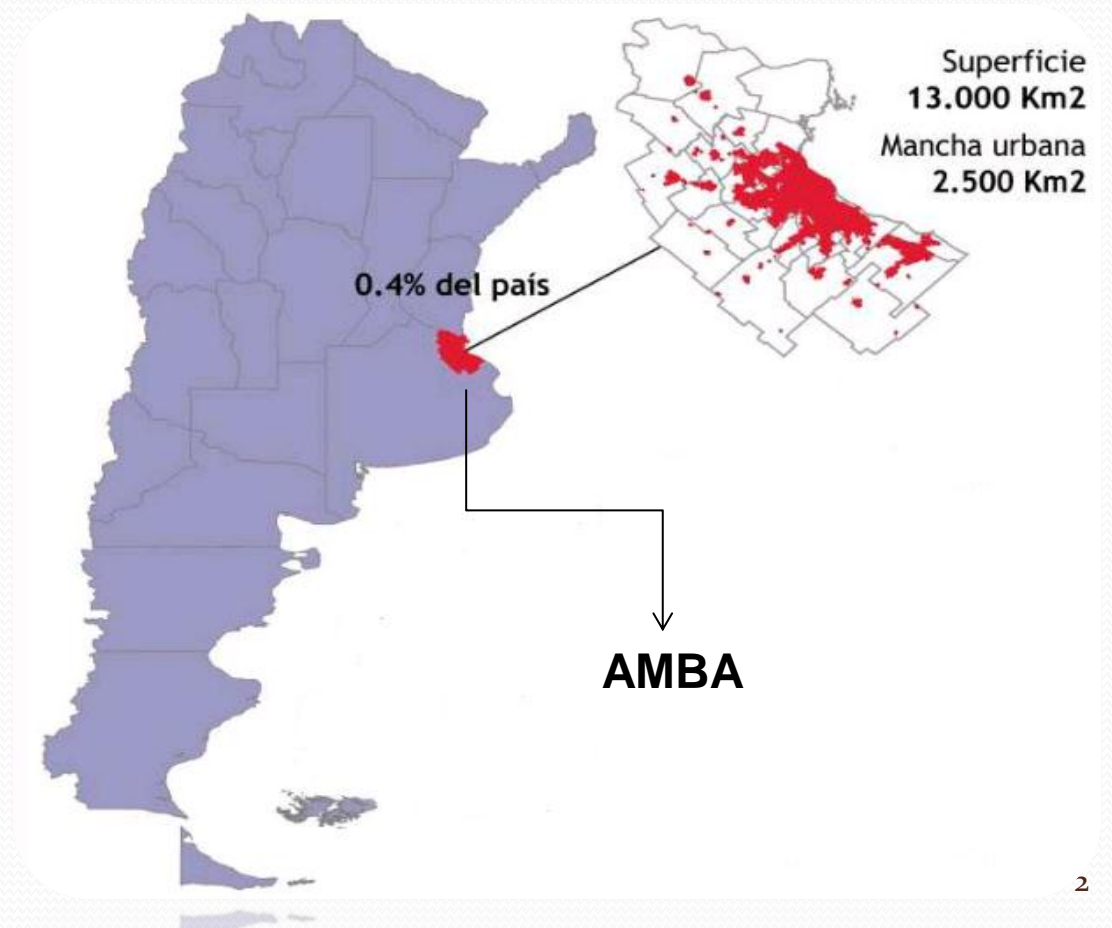 Superficie
13.000 Km2
Mancha urbana
2.500 Km2
0.4% del país
AMBA
2